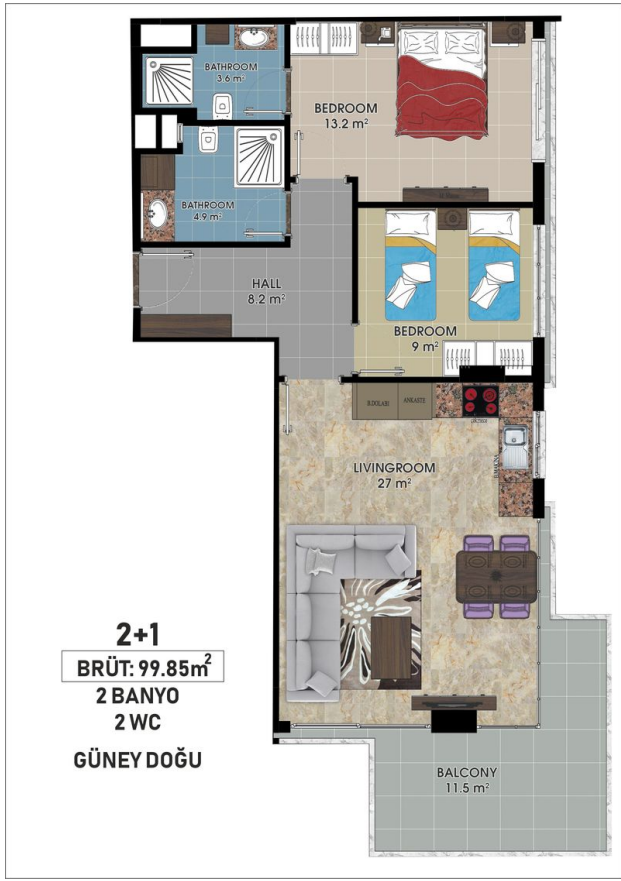 BATHROOM
3.6 m²
BEDROOM
13.2 m²
BATHROOM
4.9 m²
HALL
8.2 m²
BEDROOM
9 m²
B.DOLABI
ANKASTE
LIVINGROOM
27 m²
2+1
BRÜT: 99.85m²
2 BANYO
2 WC
GÜNEY DOĞU
BALCONY
11.5 m²